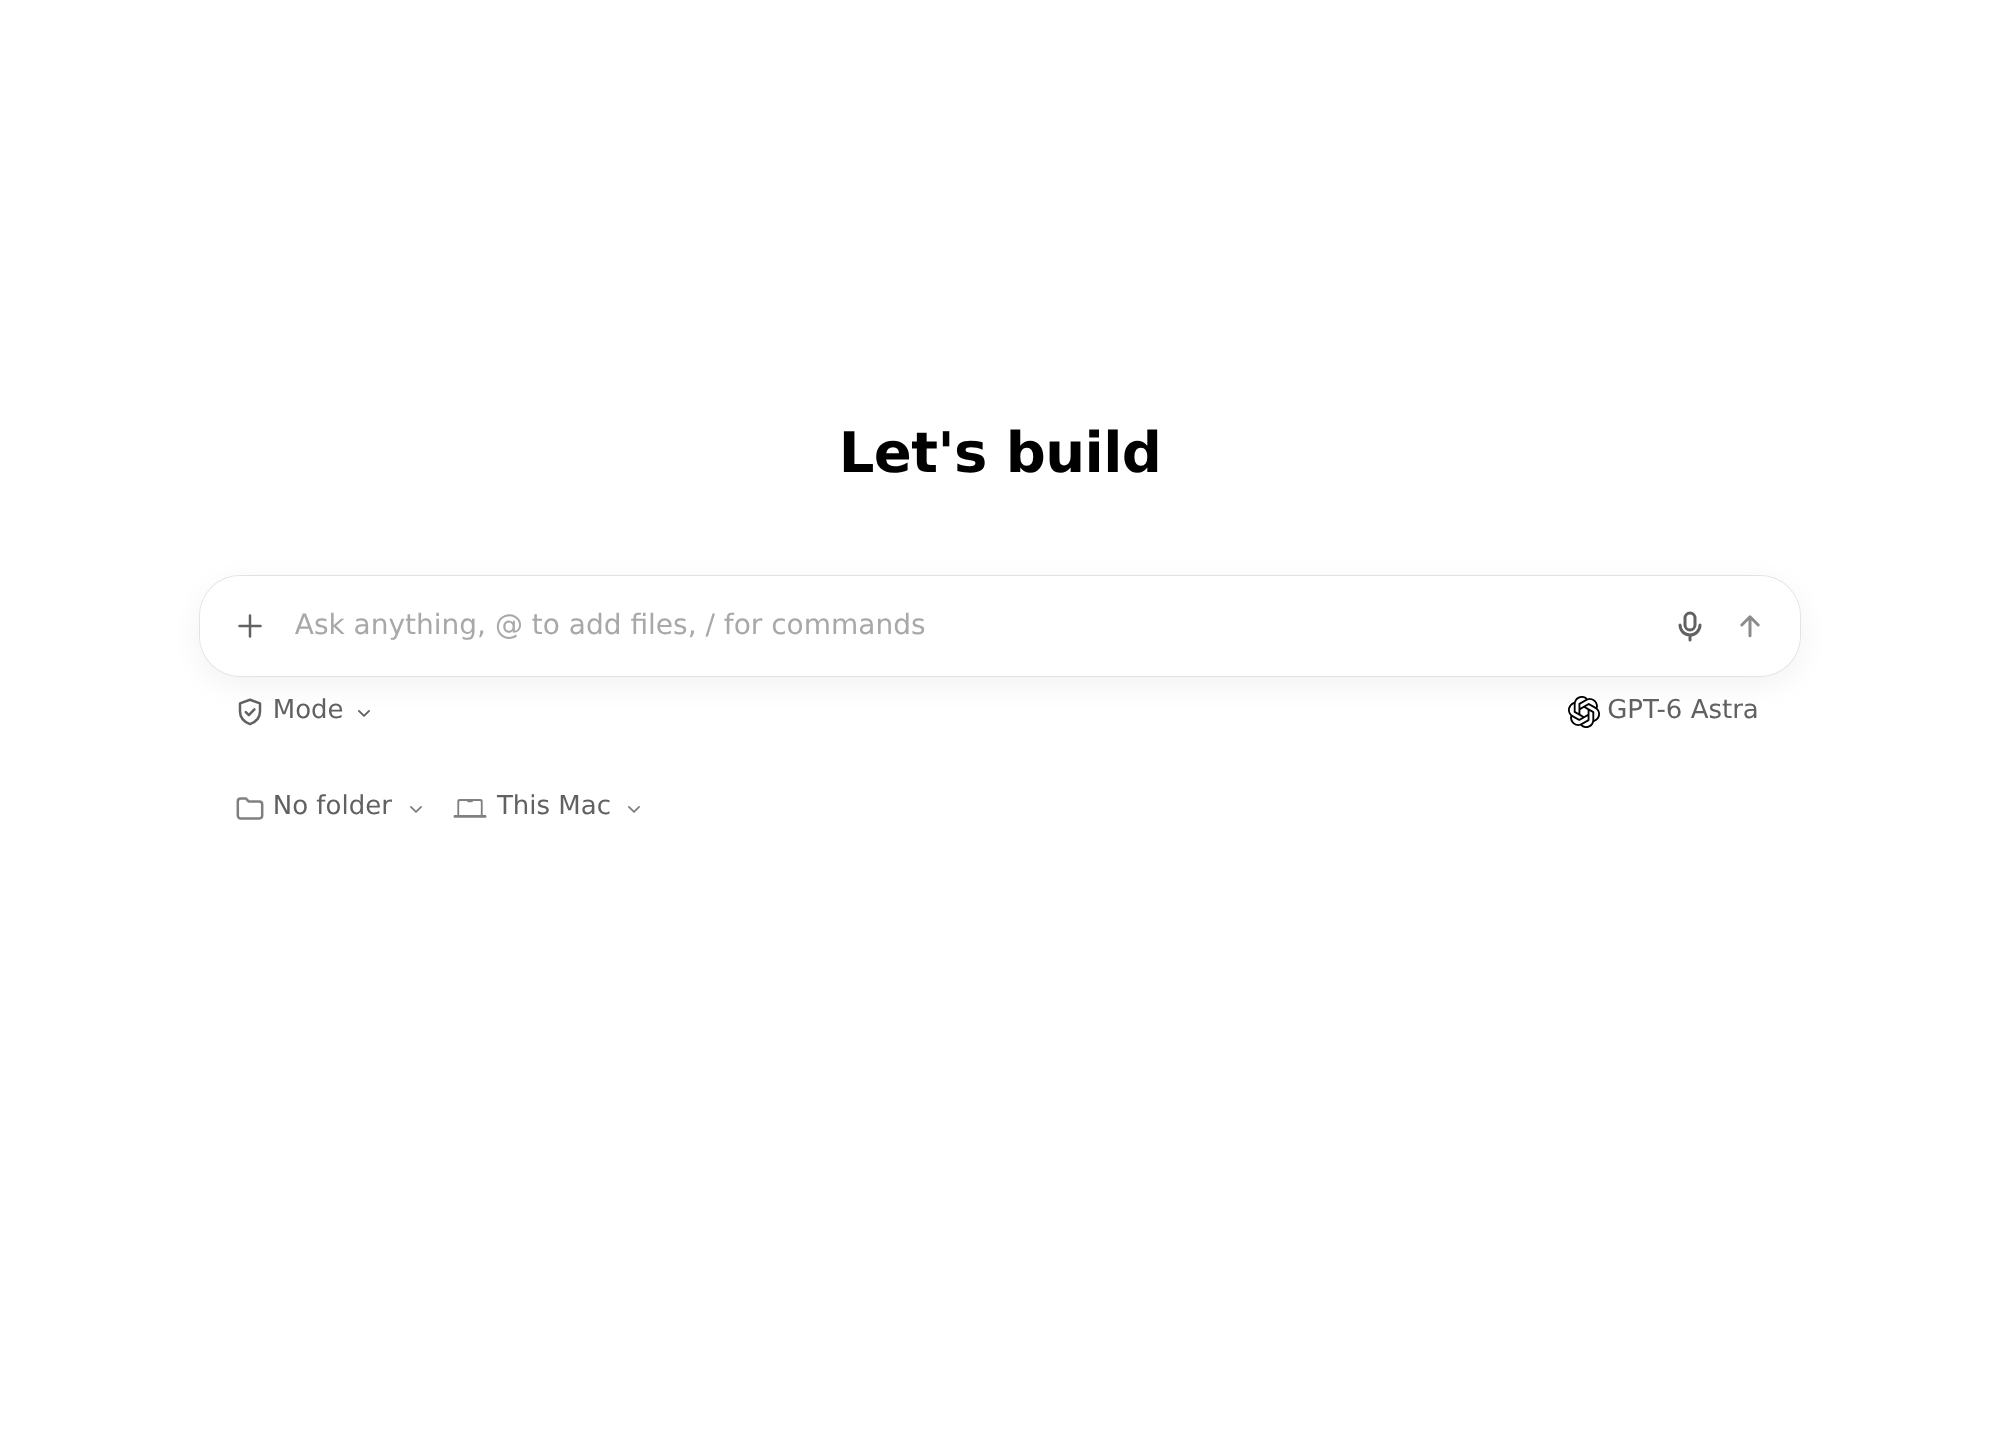 Let's build
Ask anything, @ to add files, / for commands
Mode
GPT-6 Astra
No folder
This Mac